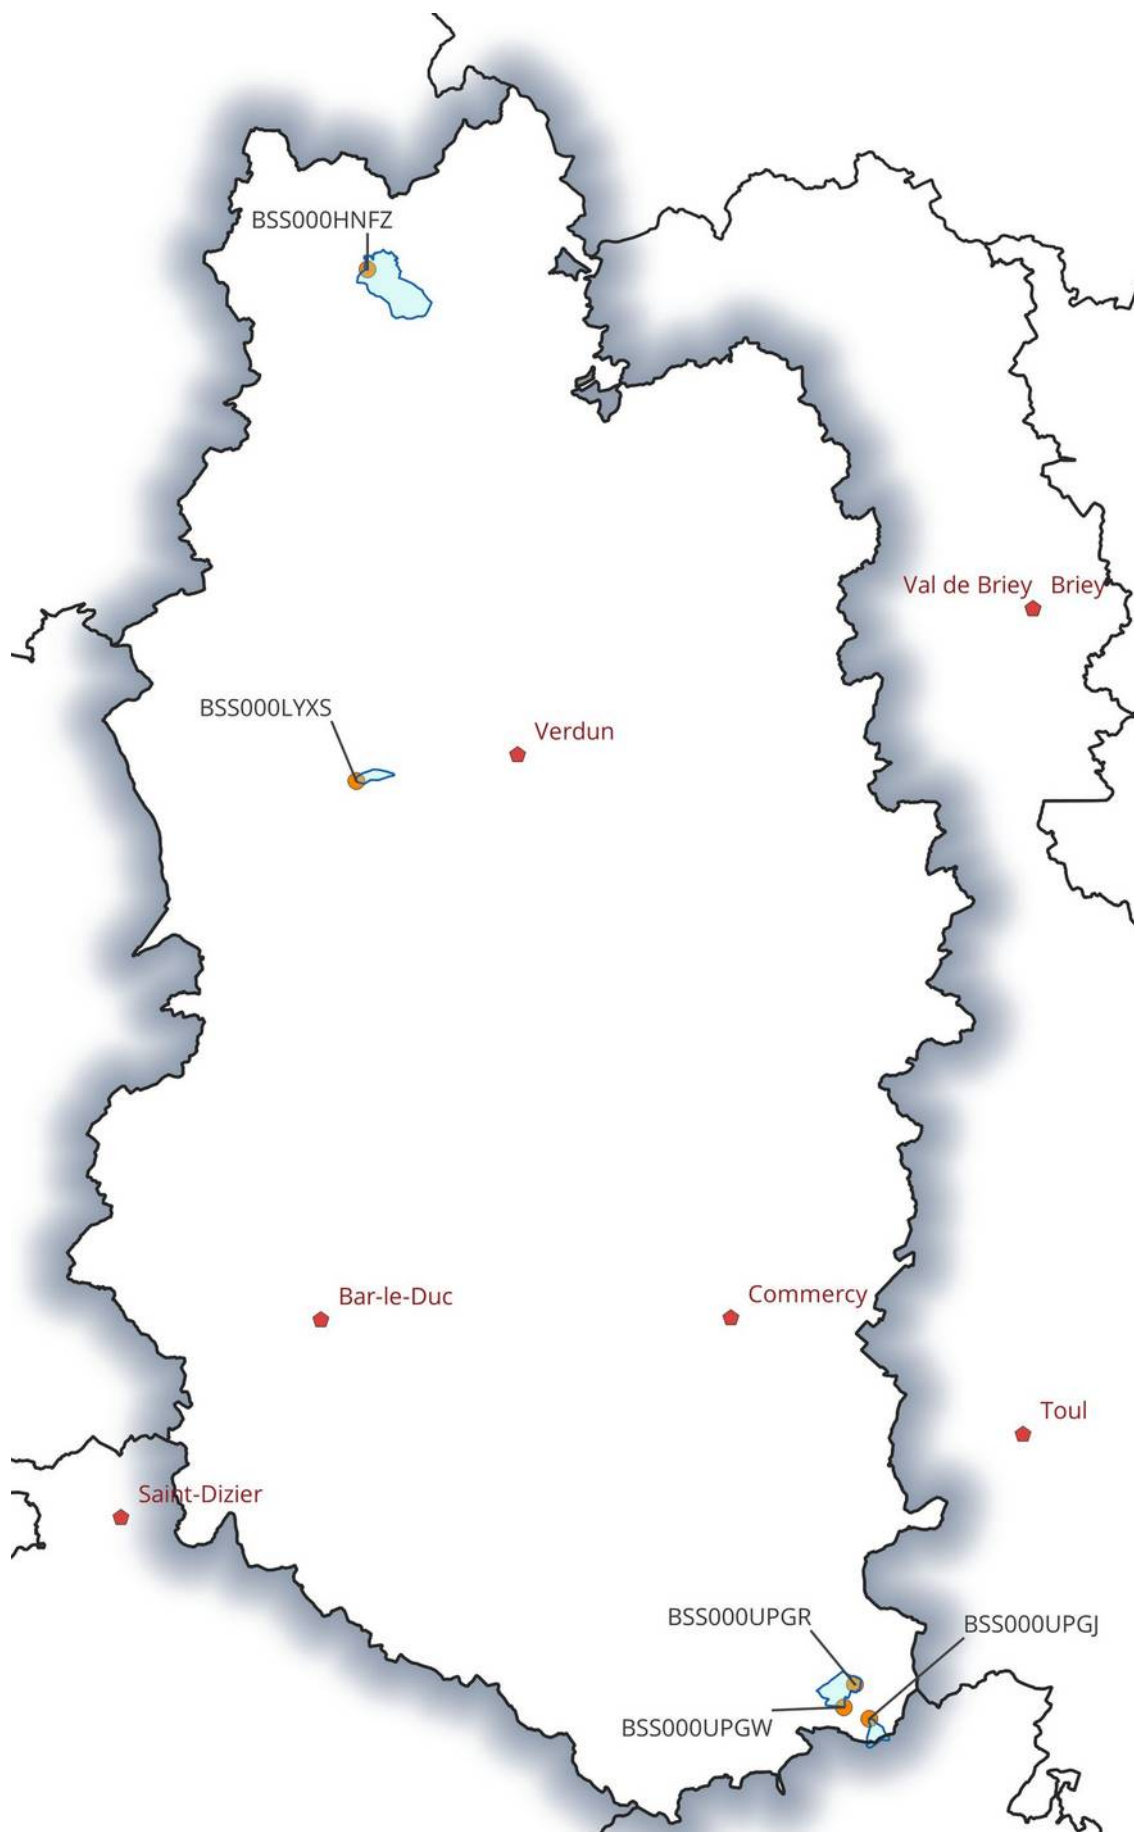 BSS000HNFZ
Val de Briey Briey
BSS000LYXS
Verdun
Bar-le-Duc
Commercy
Toul
Saint-Dizier
BSS000UPGR
BSS000UPGJ
BSS000UPGW